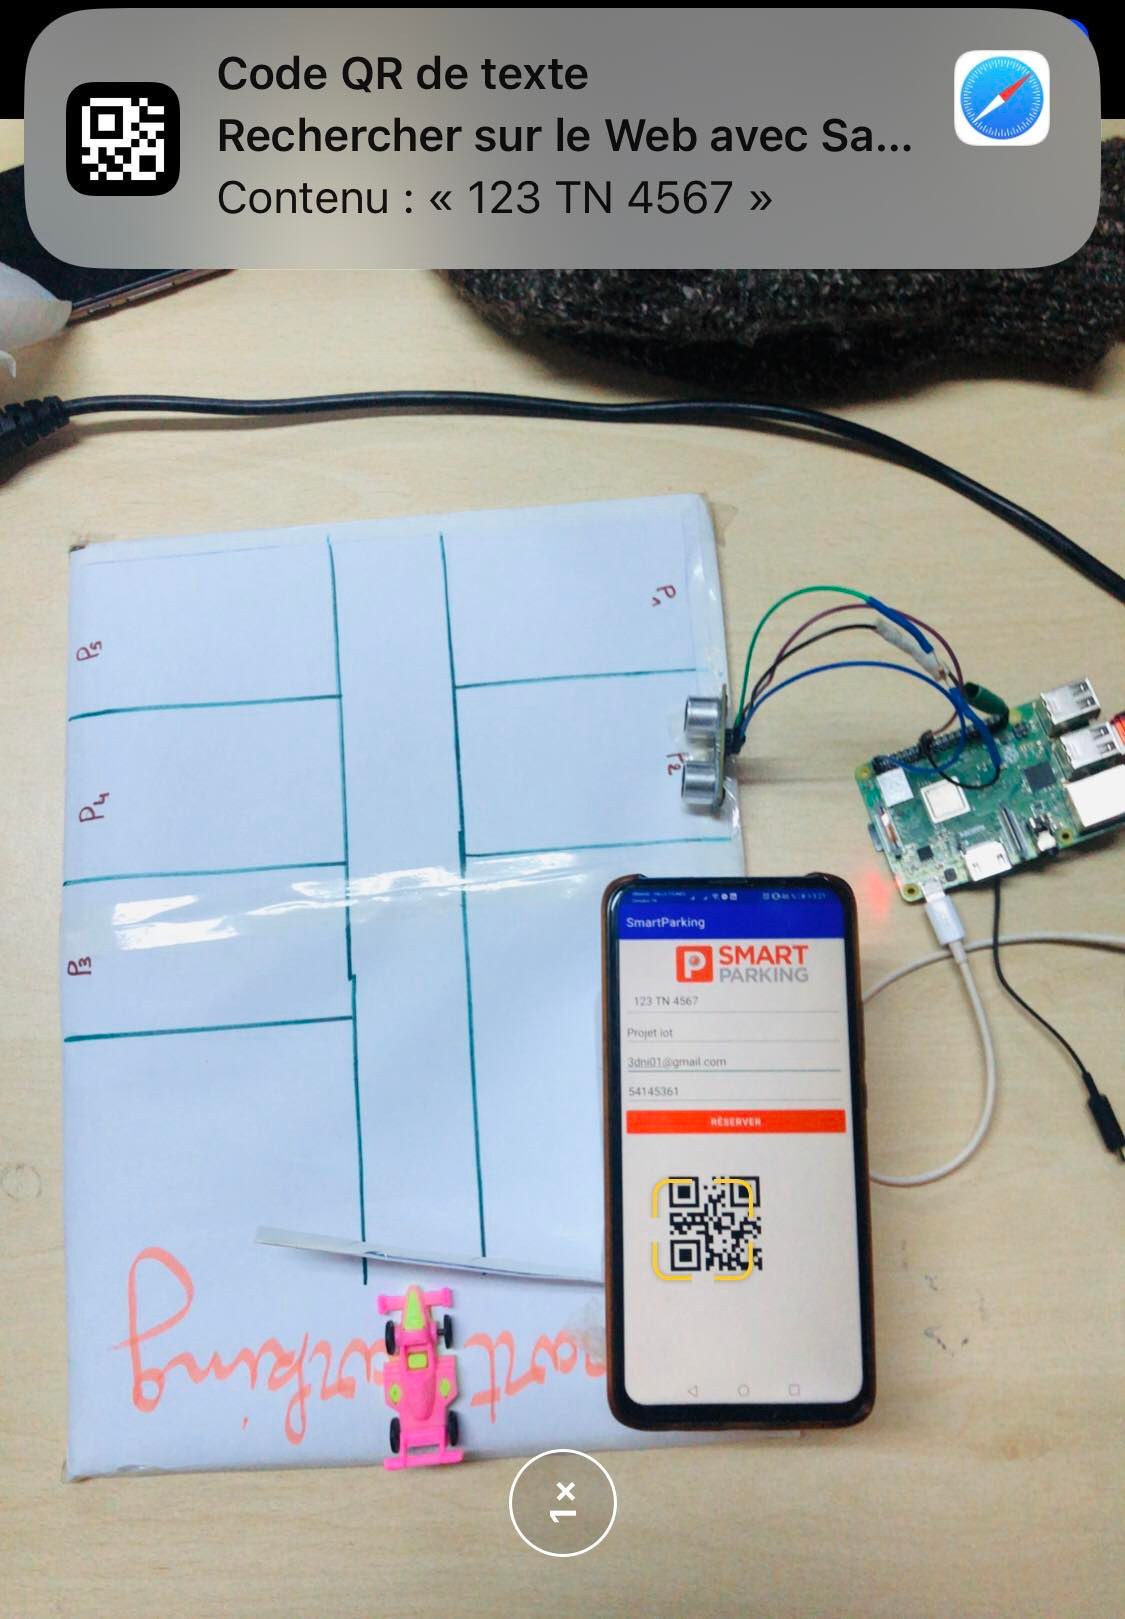 Code QR de texte
Rechercher sur le Web avec Sa...
Contenu : « 123 TN 4567 »
P1
P5
P2
P4
P3
SmartParking
P SMART
PARKING
123 TN 4567
Projet iot
3dni01@gmail.com
54145361
RÉSERVER
1×